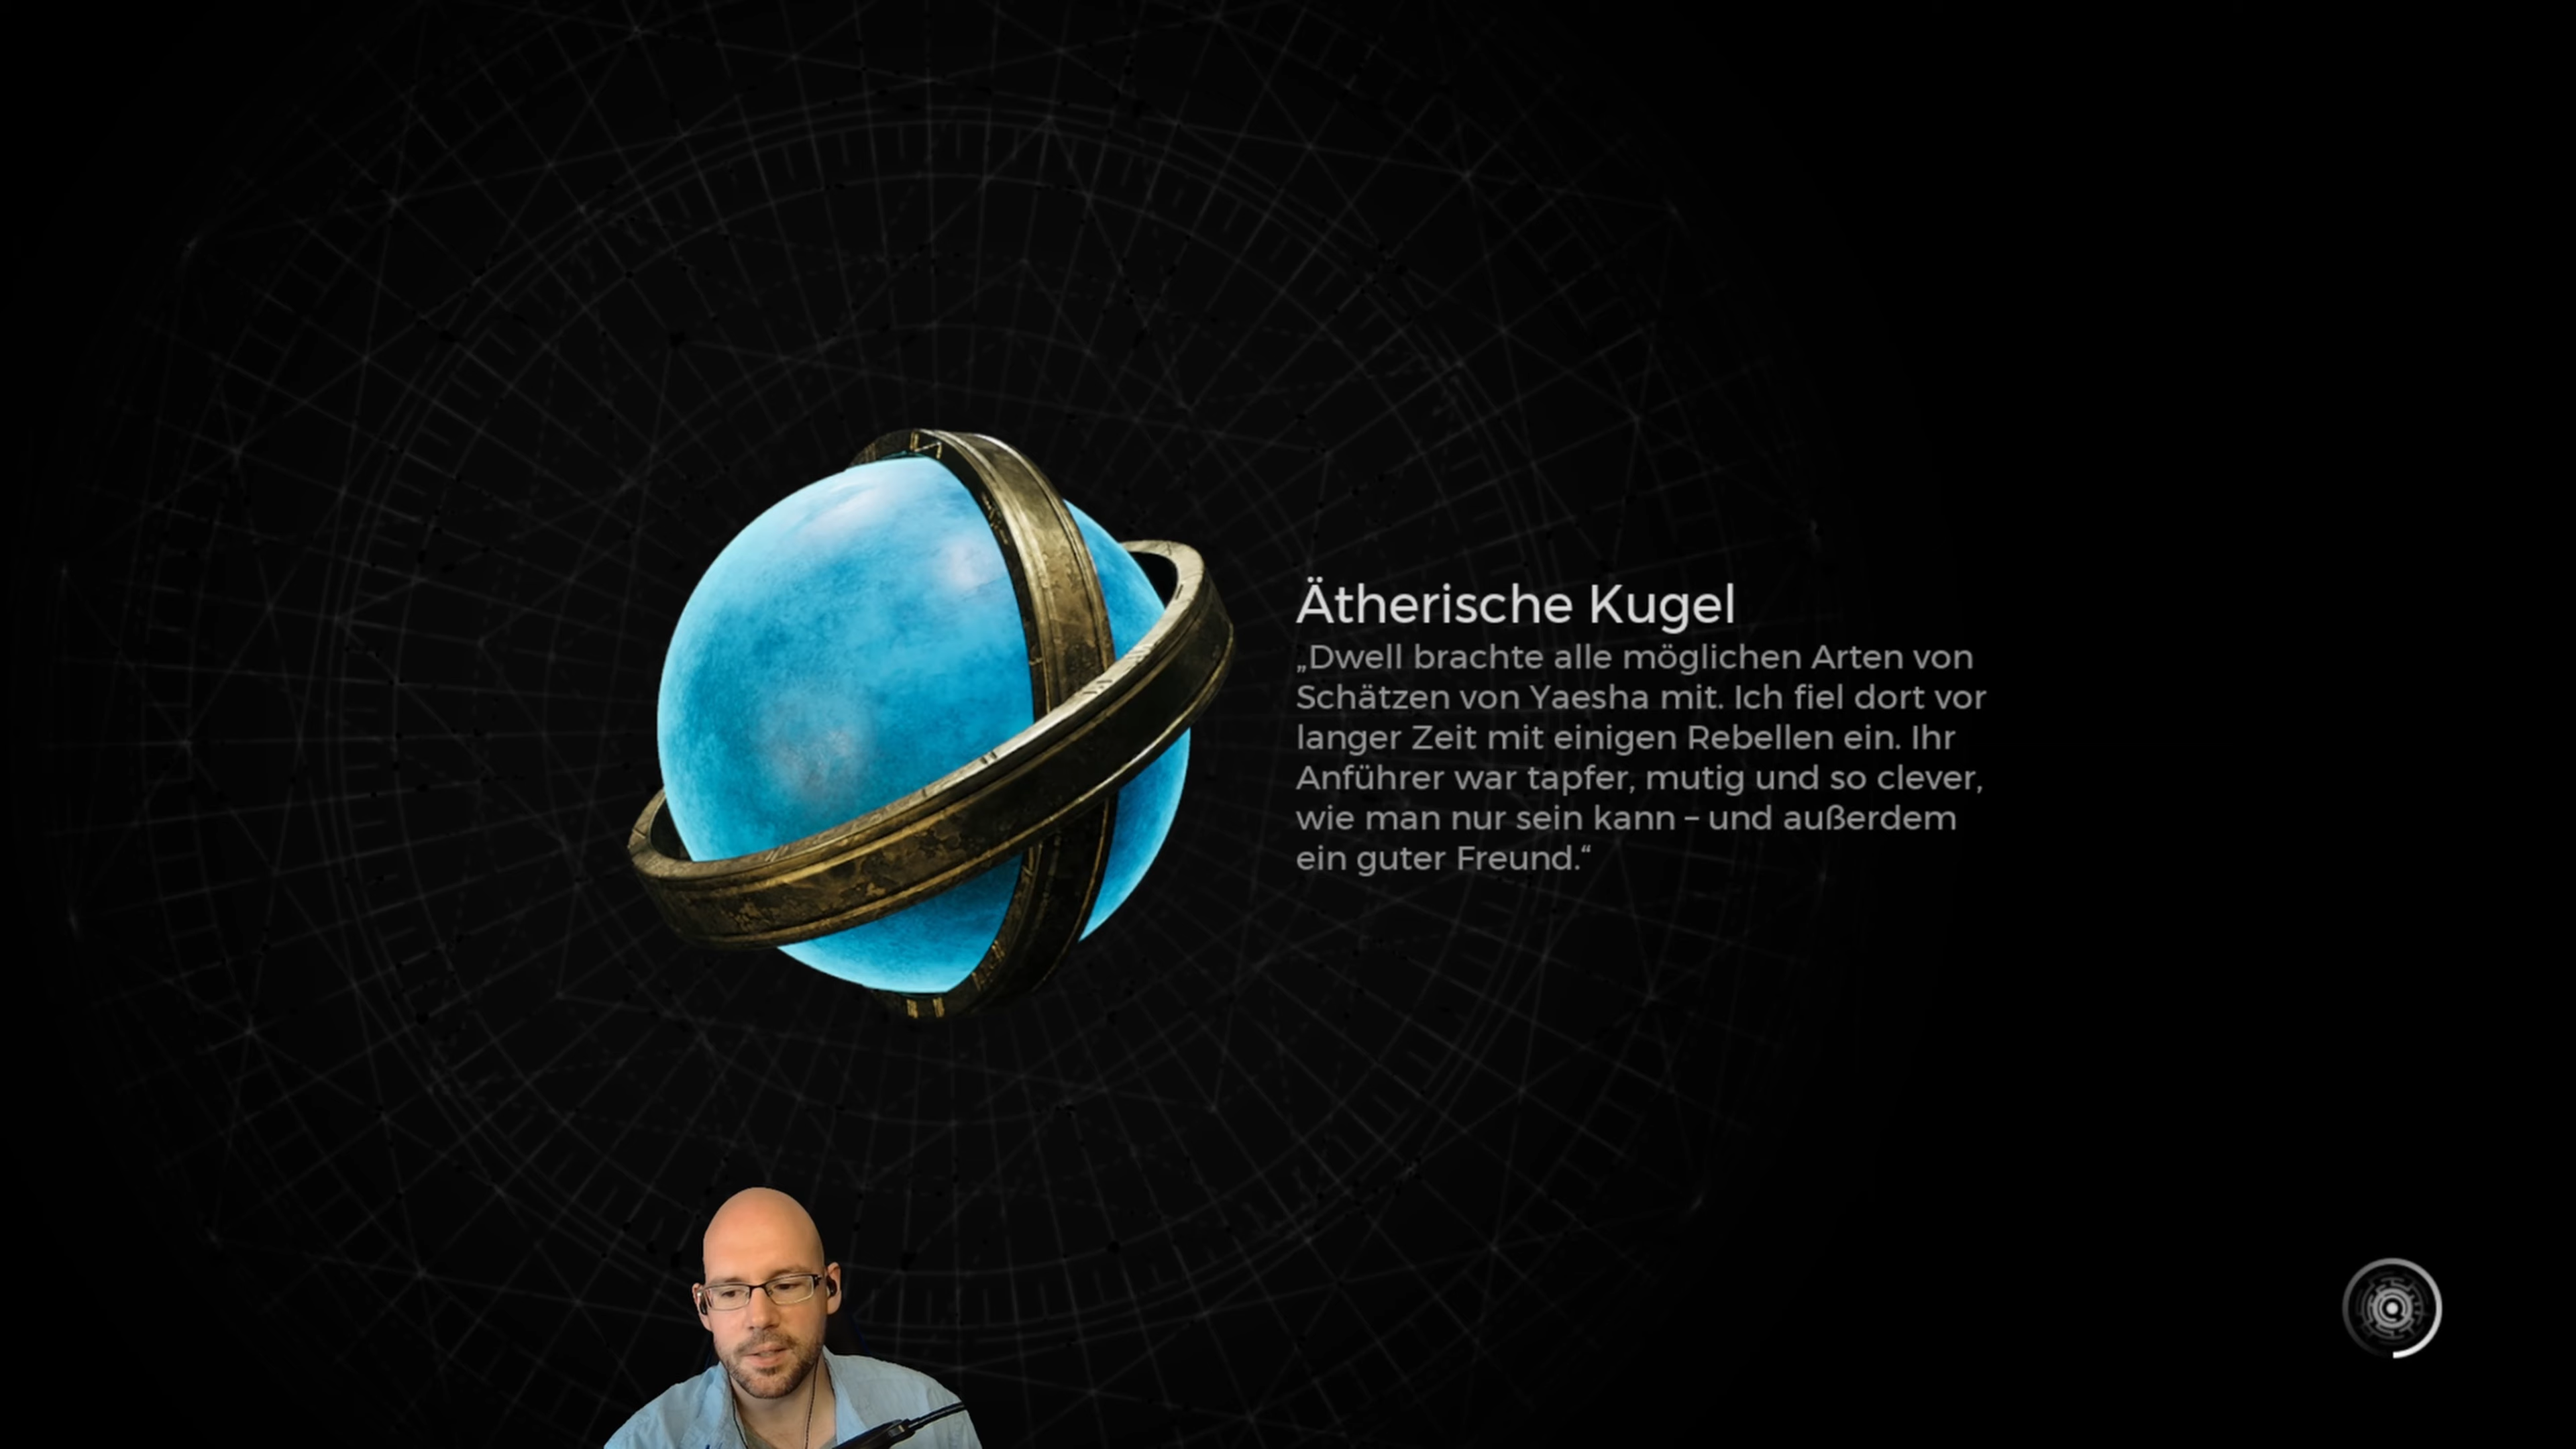 Ätherische Kugel
„Dwell brachte alle möglichen Arten von
Schätzen von Yaesha mit. Ich fiel dort vor
langer Zeit mit einigen Rebellen ein. Ihr
Anführer war tapfer, mutig und so clever,
wie man nur sein kann – und außerdem
ein guter Freund.“